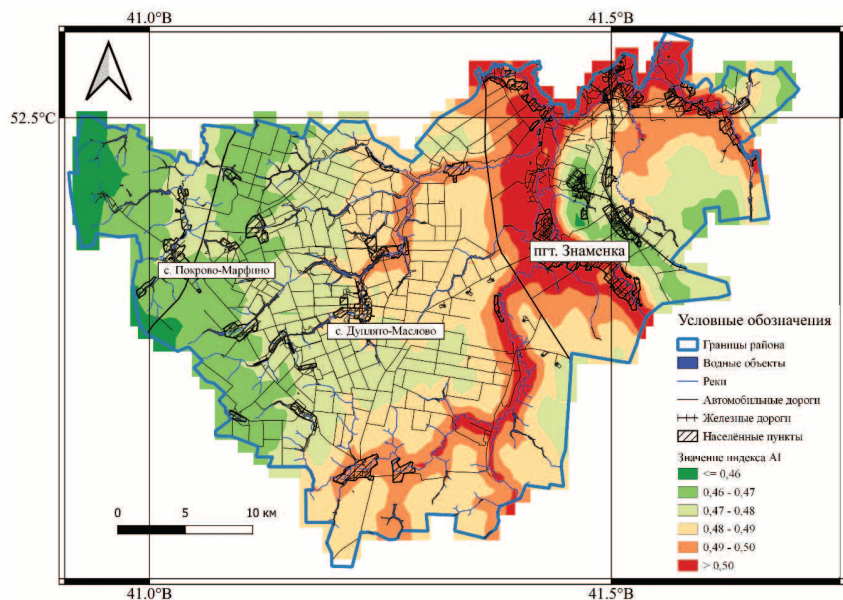 41.0°В
41.5°В
52.5°С
с. Покрово-Марфино
пгт. Знаменка
с. Дуплято-Маслово
Условные обозначения
Границы района
Водные объекты
Реки
Автомобильные дороги
Железные дороги
Населённые пункты
Значение индекса AI
<= 0,46
0,46 - 0,47
0,47 - 0,48
0,48 - 0,49
0,49 - 0,50
> 0,50
0 5 10 км
41.0°В
41.5°В